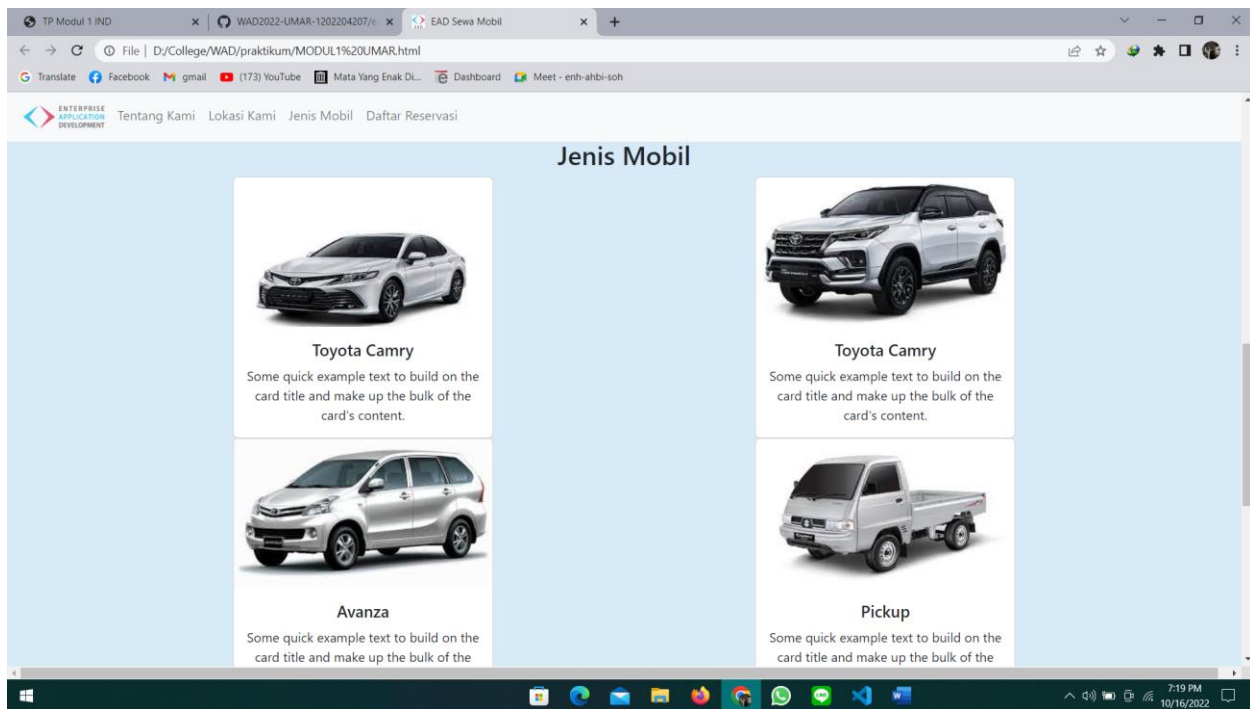 TP Modul 1 IND
WAD2022-UMAR-1202204207/e
EAD Sewa Mobil
File | D:/College/WAD/praktikum/MODUL1%20UMAR.html
Translate Facebook gmail (173) YouTube Mata Yang Enak Di... Dashboard Meet - enh-ahbi-soh
ENTERPRISE
APPLICATION
DEVELOPMENT
Tentang Kami Lokasi Kami Jenis Mobil Daftar Reservasi
Jenis Mobil
Toyota Camry
Some quick example text to build on the
card title and make up the bulk of the
card's content.
Toyota Camry
Some quick example text to build on the
card title and make up the bulk of the
card's content.
Avanza
Some quick example text to build on the
card title and make up the bulk of the
Pickup
Some quick example text to build on the
card title and make up the bulk of the
7:19 PM
10/16/2022